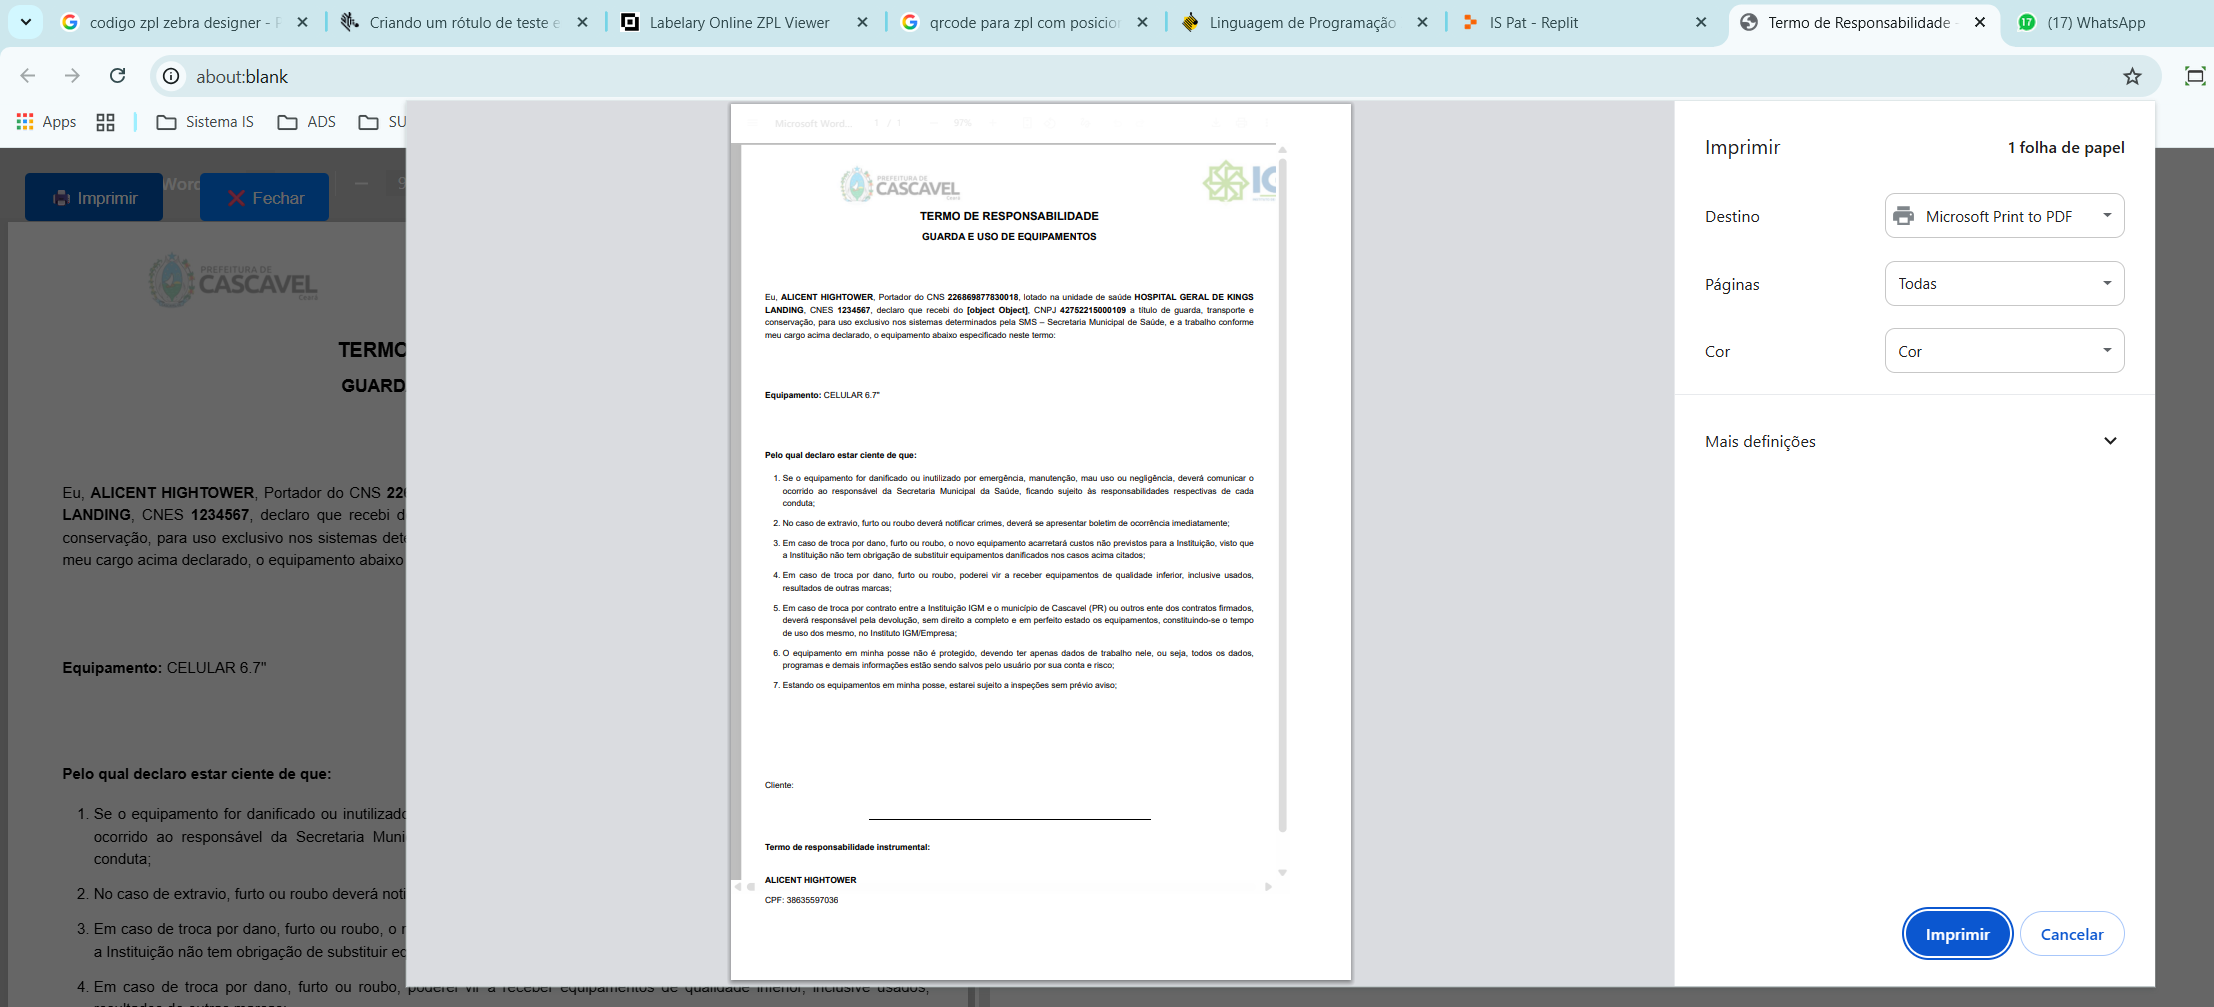 codigo zpl zebra designer - P
Criando um rótulo de teste e
Labelary Online ZPL Viewer
qrcode para zpl com posicion
Linguagem de Programação
IS Pat - Replit
Termo de Responsabilidade -
(17) WhatsApp
about:blank
Apps
Sistema IS
ADS
SU
Imprimir
Word
Fechar
9
PREFEITURA DE
CASCAVEL
Ceará
TERMO
GUARD
Eu, ALICENT HIGHTOWER, Portador do CNS 226
LANDING, CNES 1234567, declaro que recebi d
conservação, para uso exclusivo nos sistemas dete
meu cargo acima declarado, o equipamento abaixo
Equipamento: CELULAR 6.7"
Pelo qual declaro estar ciente de que:
1. Se o equipamento for danificado ou inutilizado
ocorrido ao responsável da Secretaria Muni
conduta;
2. No caso de extravio, furto ou roubo deverá noti
3. Em caso de troca por dano, furto ou roubo, o n
a Instituição não tem obrigação de substituir eq
4. Em caso de troca por dano, furto ou roubo, poderei vir a receber equipamentos de qualidade inferior, inclusive usados,
Microsoft Word...
1 / 1
97%
PREFEITURA DE
CASCAVEL
Ceará
IG
TERMO DE RESPONSABILIDADE
GUARDA E USO DE EQUIPAMENTOS
Eu, ALICENT HIGHTOWER, Portador do CNS 226869877830018, lotado na unidade de saúde HOSPITAL GERAL DE KINGS
LANDING, CNES 1234567, declaro que recebi do [object Object], CNPJ 42752215000109 a título de guarda, transporte e
conservação, para uso exclusivo nos sistemas determinados pela SMS – Secretaria Municipal de Saúde, e a trabalho conforme
meu cargo acima declarado, o equipamento abaixo especificado neste termo:
Equipamento: CELULAR 6.7"
Pelo qual declaro estar ciente de que:
1. Se o equipamento for danificado ou inutilizado por emergência, manutenção, mau uso ou negligência, deverá comunicar o
ocorrido ao responsável da Secretaria Municipal da Saúde, ficando sujeito às responsabilidades respectivas de cada
conduta;
2. No caso de extravio, furto ou roubo deverá notificar crimes, deverá se apresentar boletim de ocorrência imediatamente;
3. Em caso de troca por dano, furto ou roubo, o novo equipamento acarretará custos não previstos para a Instituição, visto que
a Instituição não tem obrigação de substituir equipamentos danificados nos casos acima citados;
4. Em caso de troca por dano, furto ou roubo, poderei vir a receber equipamentos de qualidade inferior, inclusive usados,
resultados de outras marcas;
5. Em caso de troca por contrato entre a Instituição IGM e o município de Cascavel (PR) ou outros ente dos contratos firmados,
deverá responsável pela devolução, sem direito a completo e em perfeito estado os equipamentos, constituindo-se o tempo
de uso dos mesmo, no Instituto IGM/Empresa;
6. O equipamento em minha posse não é protegido, devendo ter apenas dados de trabalho nele, ou seja, todos os dados,
programas e demais informações estão sendo salvos pelo usuário por sua conta e risco;
7. Estando os equipamentos em minha posse, estarei sujeito a inspeções sem prévio aviso;
Cliente:
Termo de responsabilidade instrumental:
ALICENT HIGHTOWER
CPF: 38635597036
Imprimir
1 folha de papel
Destino
Microsoft Print to PDF
Páginas
Todas
Cor
Cor
Mais definições
Imprimir
Cancelar